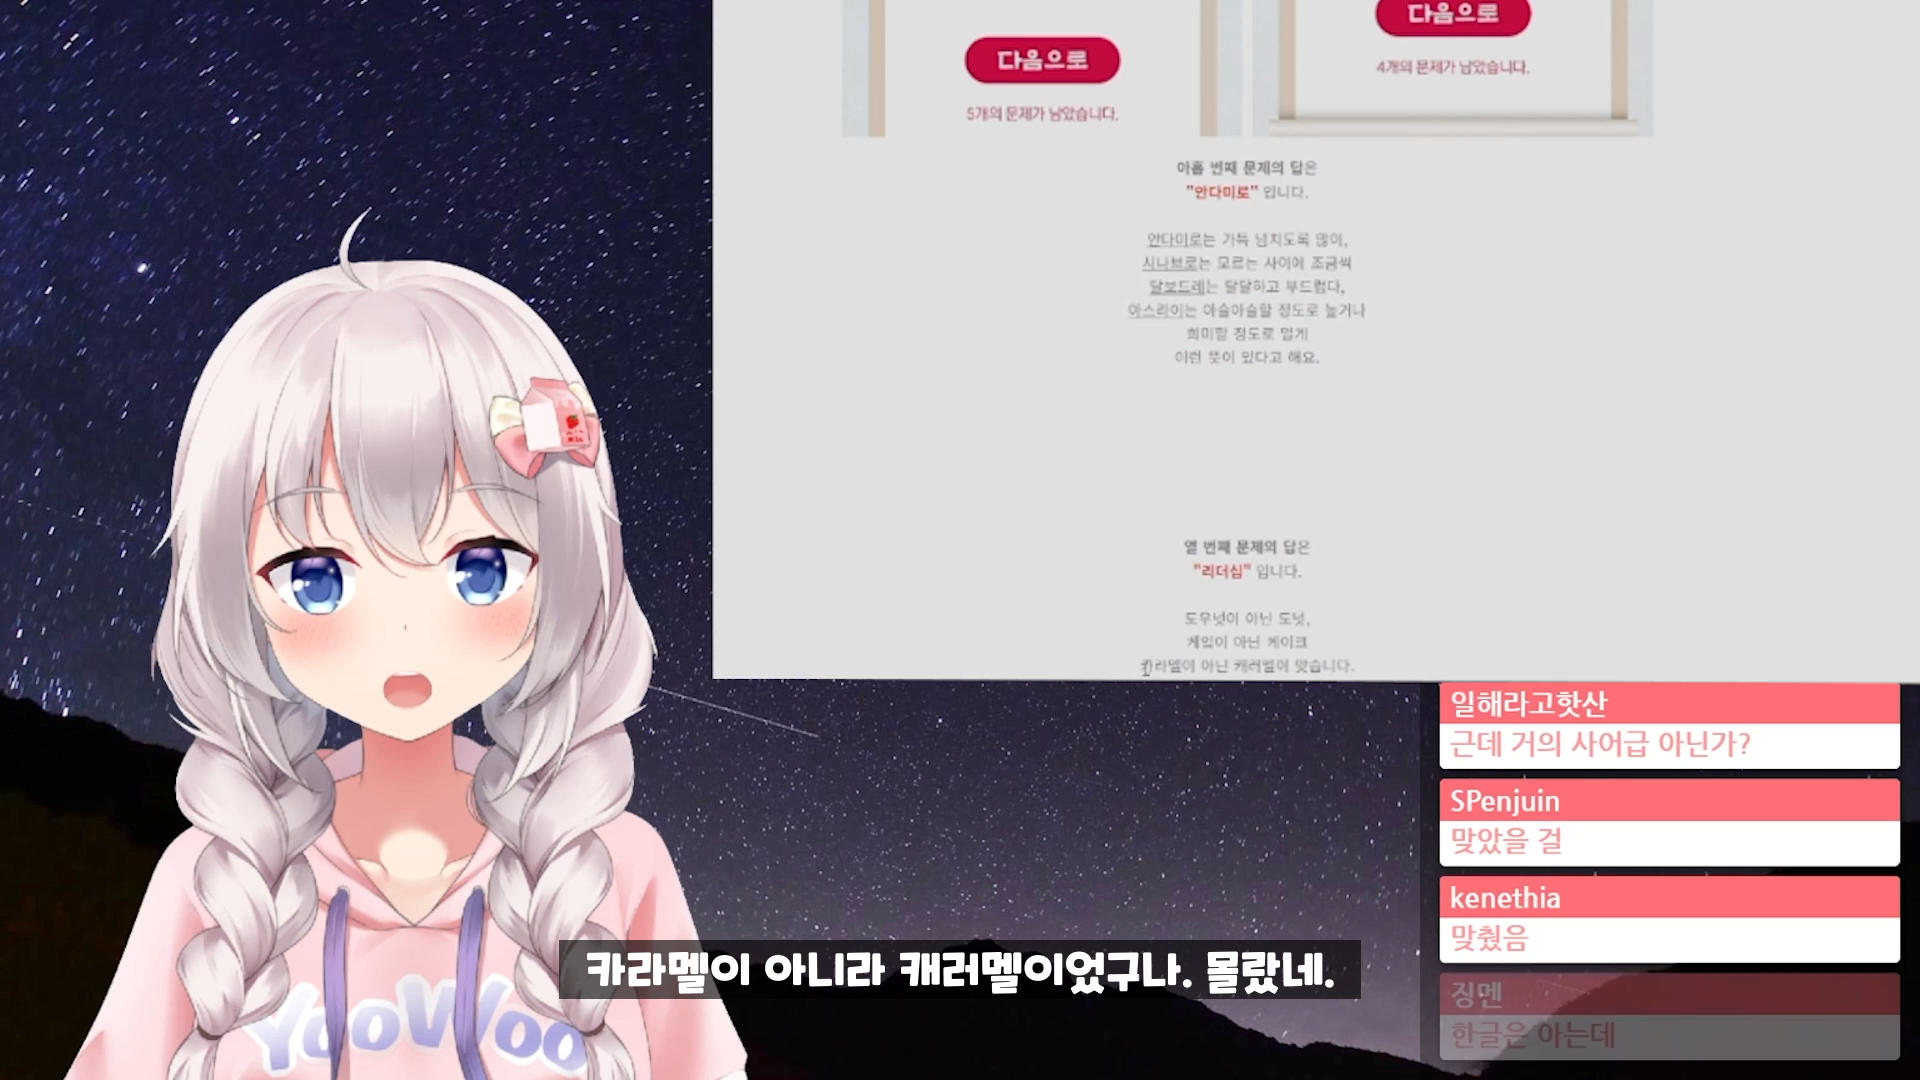 다음으로
5개의 문제가 남았습니다.
다음으로
4개의 문제가 남았습니다.
아홉 번째 문제의 답은
"안다미로" 입니다.
안다미로는 가득 넘치도록 많이,
시나브로는 모르는 사이에 조금씩
달보드레는 달달하고 부드럽다,
아스라이는 아슬아슬할 정도로 높거나
희미할 정도로 멀게
이런 뜻이 있다고 해요.
열 번째 문제의 답은
"리더십" 입니다.
도우넛이 아닌 도넛,
케잌이 아닌 케이크
카라멜이 아닌 캐러멜이 맞습니다.
일해라고핫산
근데 거의 사어급 아닌가?
SPenjuin
맞았을 걸
kenethia
맞췄음
징멘
한글은 아는데
카라멜이 아니라 캐러멜이었구나. 몰랐네.
YooWoo